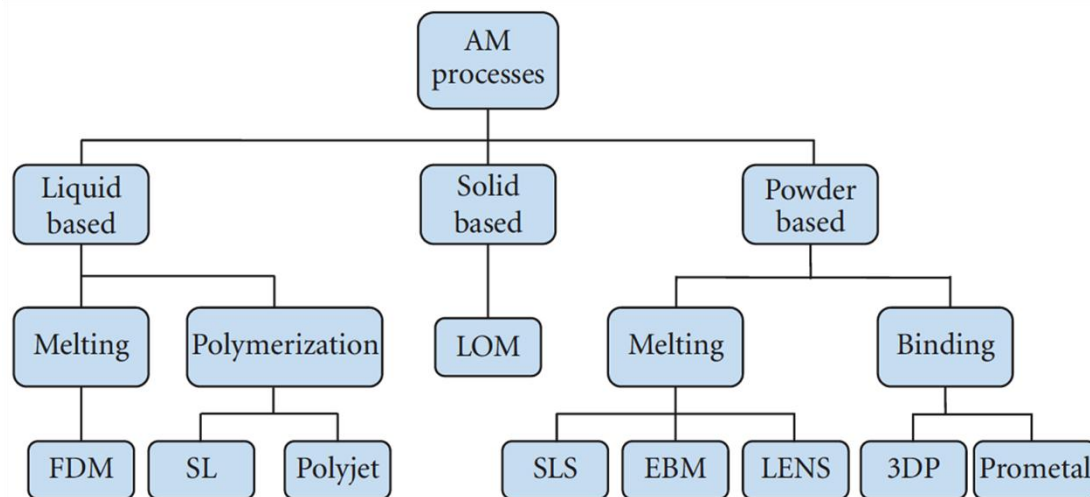 AM
processes
Liquid
based
Solid
based
Powder
based
Melting
Polymerization
LOM
Melting
Binding
FDM
SL
Polyjet
SLS
EBM
LENS
3DP
Prometal